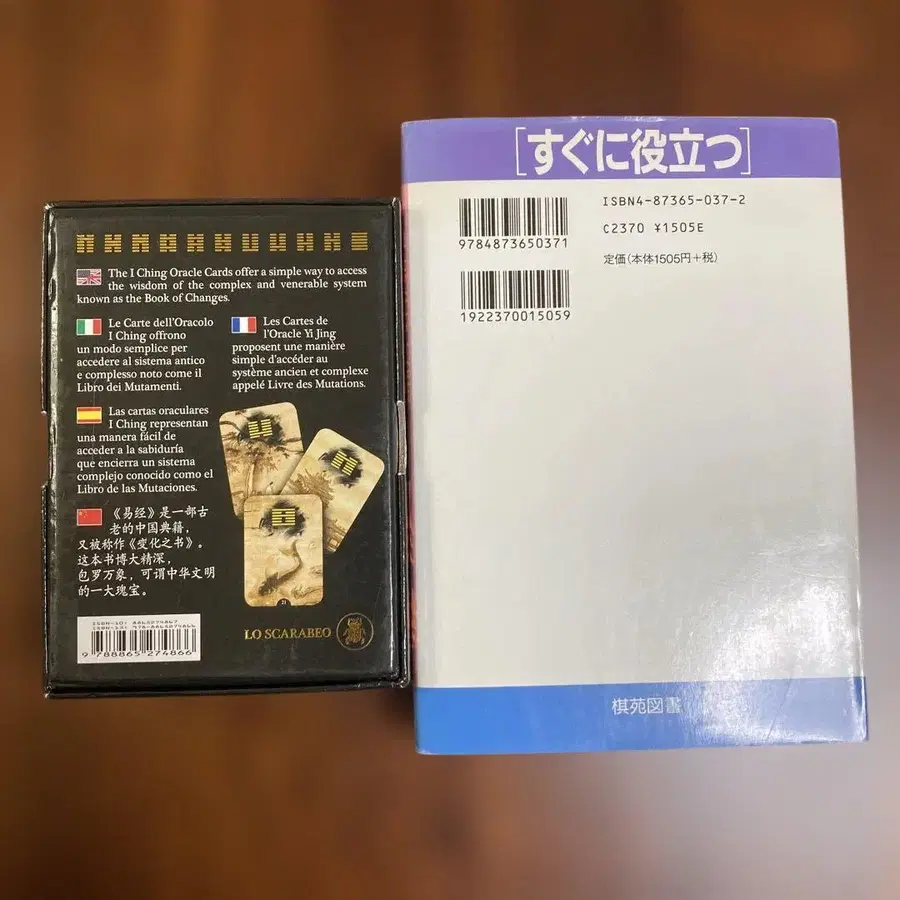 The I Ching Oracle Cards offer a simple way to access
the wisdom of the complex and venerable system
known as the Book of Changes.
Le Carte dell'Oracolo
I Ching offrono
un modo semplice per
accedere al sistema antico
e complesso noto come il
Libro dei Mutamenti.
Les Cartes de
l'Oracle Yi Jing
proposent une manière
simple d'accéder au
système ancien et complexe
appelé Livre des Mutations.
Las cartas oraculares
I Ching representan
una manera fácil de
acceder a la sabiduría
que encierra un sistema
complejo conocido como el
Libro de las Mutaciones.
《易经》是一部古
老的中国典籍，
又被称作《变化之书》。
这本书博大精深，
包罗万象，可谓中华文明
的一大瑰宝。
21
LO SCARABEO
9 788865 274866
[すぐに役立つ]
ISBN4-87365-037-2
C2370 ¥1505E
定価(本体1505円+税)
9784873650371
1922370015059
棋苑図書